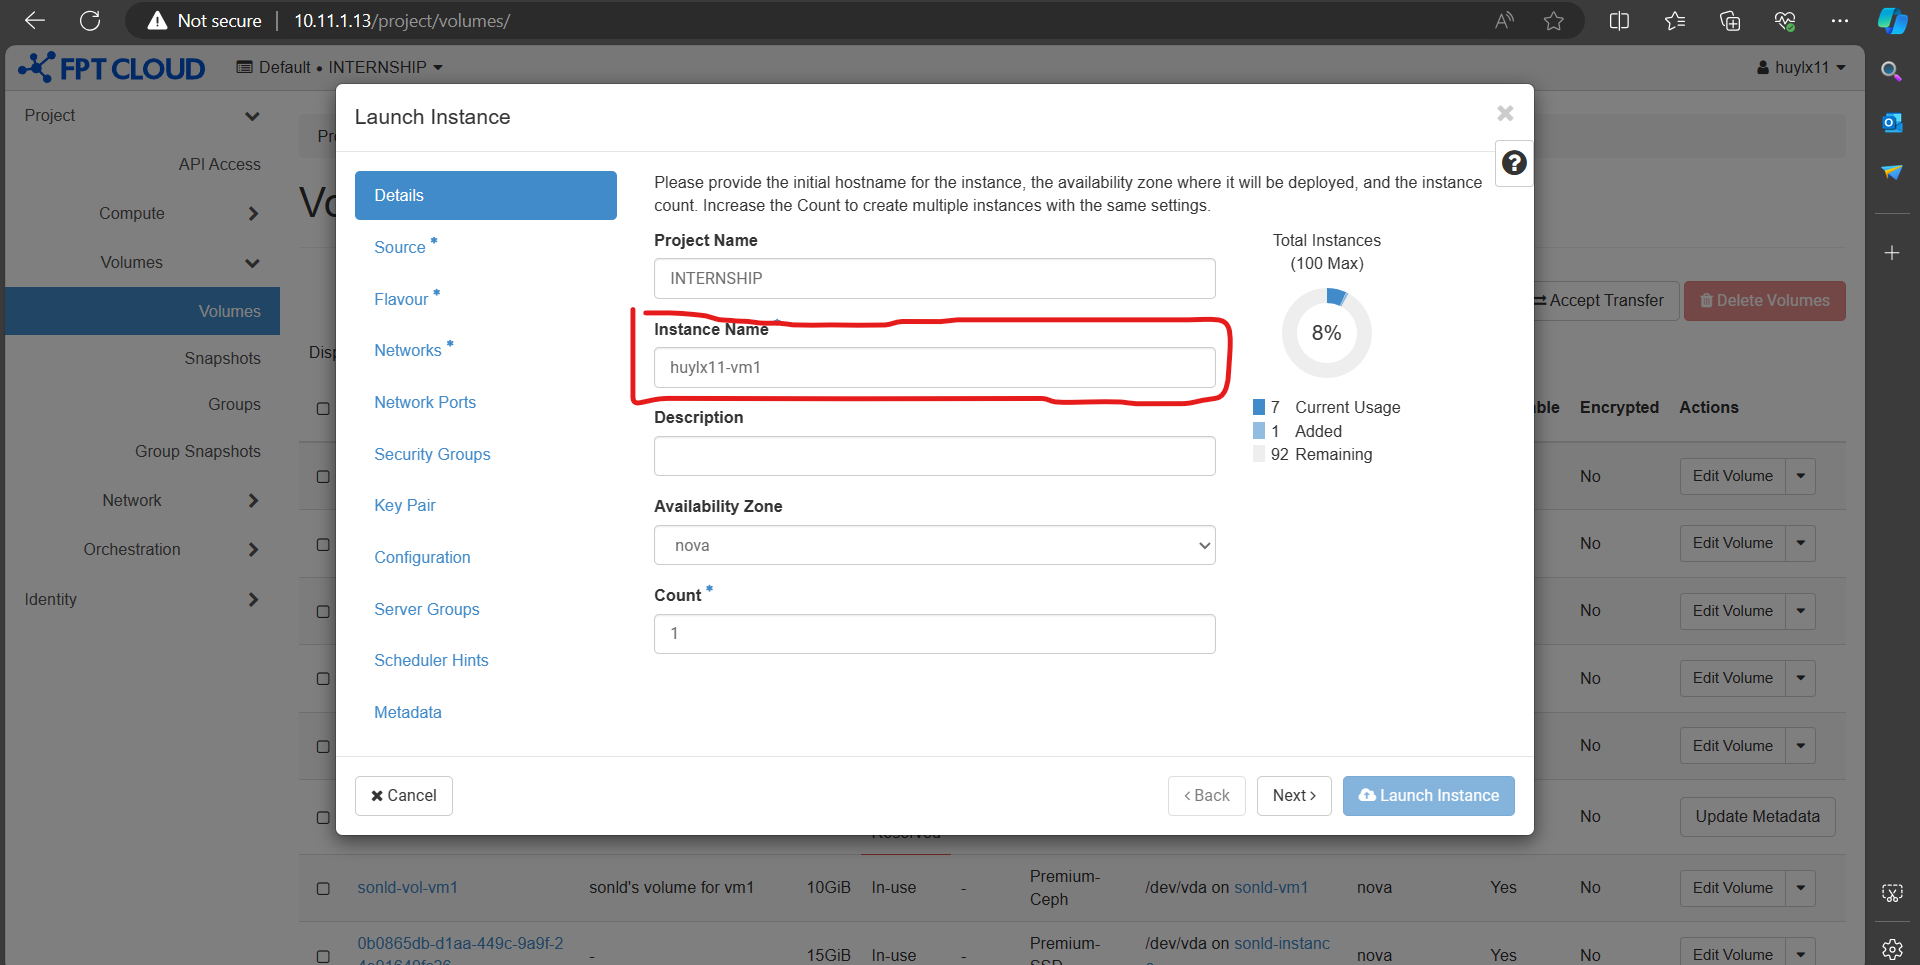 Not secure 10.11.1.13/project/volumes/
FPT CLOUD Default • INTERNSHIP huylx11
Project
API Access
Compute
Volumes
Volumes
Snapshots
Groups
Group Snapshots
Network
Orchestration
Identity
Launch Instance
Details
Source *
Flavour *
Networks *
Network Ports
Security Groups
Key Pair
Configuration
Server Groups
Scheduler Hints
Metadata
Please provide the initial hostname for the instance, the availability zone where it will be deployed, and the instance
count. Increase the Count to create multiple instances with the same settings.
Project Name
INTERNSHIP
Instance Name *
huylx11-vm1
Description
Availability Zone
nova
Count *
1
Total Instances
(100 Max)
8%
7 Current Usage
1 Added
92 Remaining
Cancel
< Back
Next >
Launch Instance
Accept Transfer
Delete Volumes
Encrypted Actions
No Edit Volume
No Edit Volume
No Edit Volume
No Edit Volume
No Edit Volume
No Update Metadata
sonld-vol-vm1 sonld's volume for vm1 10GiB In-use - Premium-
Ceph /dev/vda on sonld-vm1 nova Yes No Edit Volume
0b0865db-d1aa-449c-9a9f-2 - 15GiB In-use - Premium- /dev/vda on sonld-instanc nova Yes No Edit Volume